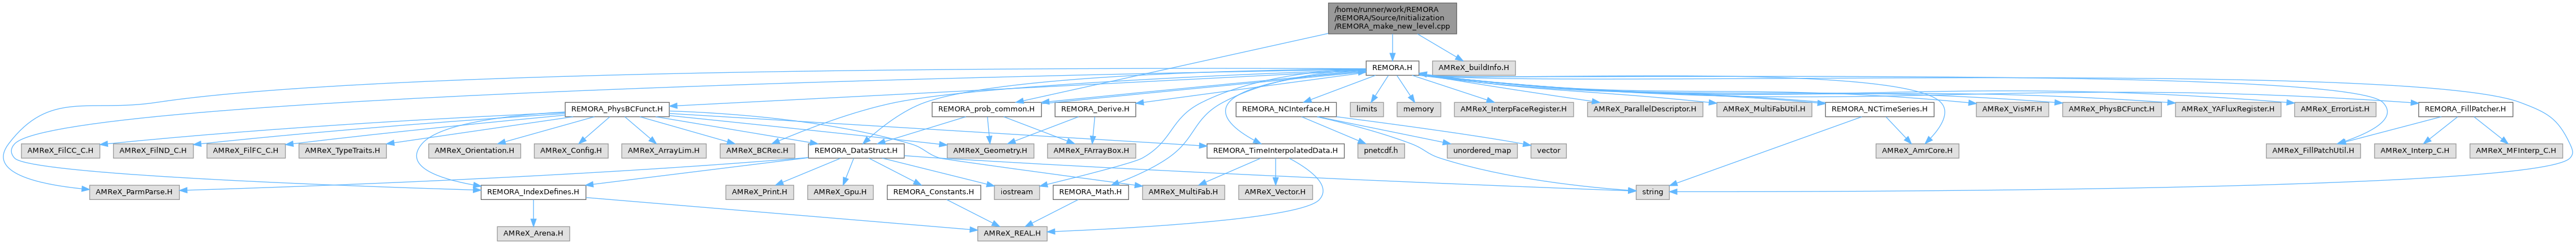 /home/runner/work/REMORA
/REMORA/Source/Initialization
/REMORA_make_new_level.cpp
REMORA.H
AMReX_buildInfo.H
REMORA_PhysBCFunct.H
REMORA_prob_common.H
REMORA_Derive.H
REMORA_NCInterface.H
limits
memory
AMReX_InterpFaceRegister.H
AMReX_ParallelDescriptor.H
AMReX_MultiFabUtil.H
REMORA_NCTimeSeries.H
AMReX_VisMF.H
AMReX_PhysBCFunct.H
AMReX_YAFluxRegister.H
AMReX_ErrorList.H
REMORA_FillPatcher.H
AMReX_FilCC_C.H
AMReX_FilND_C.H
AMReX_FilFC_C.H
AMReX_TypeTraits.H
AMReX_Orientation.H
AMReX_Config.H
AMReX_ArrayLim.H
AMReX_BCRec.H
REMORA_DataStruct.H
AMReX_Geometry.H
AMReX_FArrayBox.H
REMORA_TimeInterpolatedData.H
pnetcdf.h
unordered_map
vector
AMReX_AmrCore.H
AMReX_FillPatchUtil.H
AMReX_Interp_C.H
AMReX_MFInterp_C.H
AMReX_ParmParse.H
REMORA_IndexDefines.H
AMReX_Print.H
AMReX_Gpu.H
REMORA_Constants.H
iostream
REMORA_Math.H
AMReX_MultiFab.H
AMReX_Vector.H
string
AMReX_Arena.H
AMReX_REAL.H